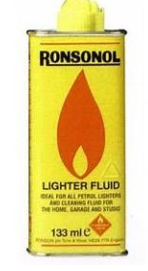 RONSONOL
LIGHTER FLUID
IDEAL FOR ALL PETROL LIGHTERS
AND CLEANING FLUID FOR
THE HOME, GARAGE AND STUDIO
133 ml e